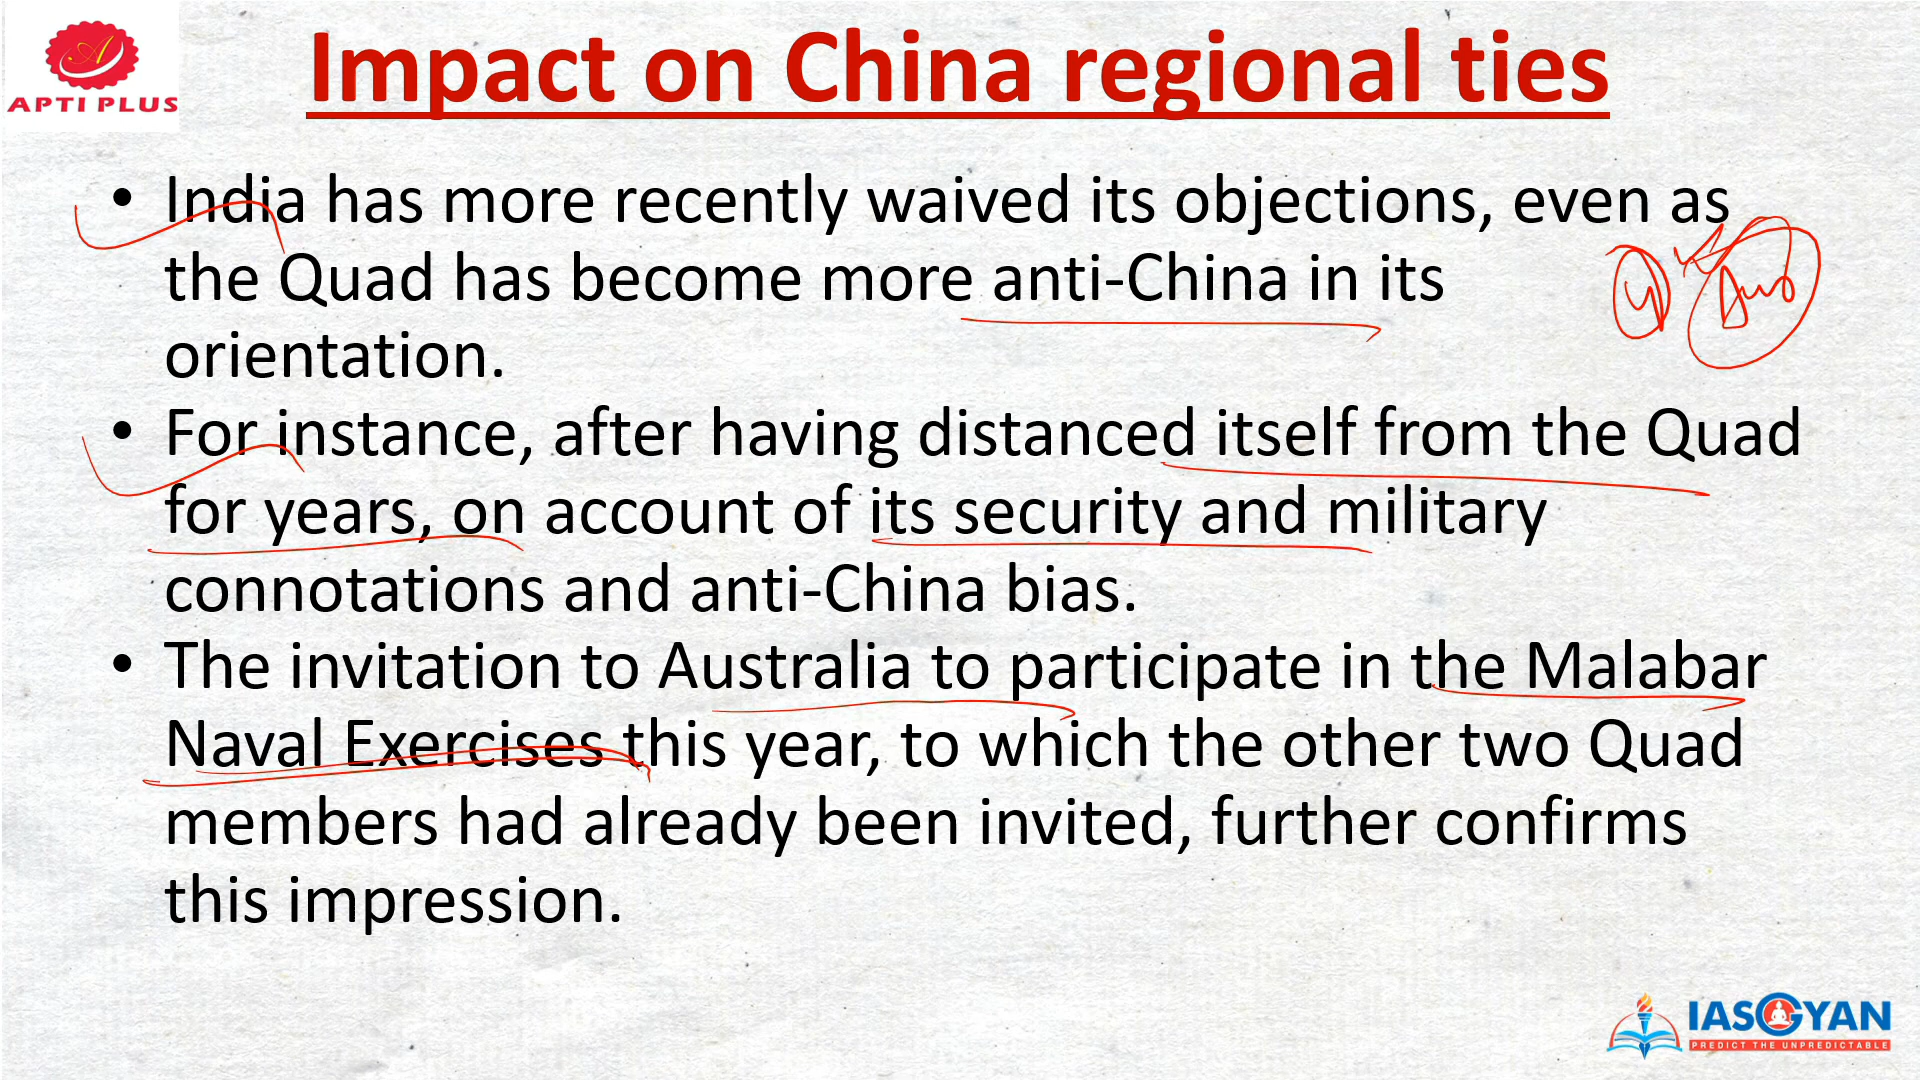 APTI PLUS
Impact on China regional ties
• India has more recently waived its objections, even as
the Quad has become more anti-China in its
orientation.
• For instance, after having distanced itself from the Quad
for years, on account of its security and military
connotations and anti-China bias.
• The invitation to Australia to participate in the Malabar
Naval Exercises this year, to which the other two Quad
members had already been invited, further confirms
this impression.
IASGYAN
PREDICT THE UNPREDICTABLE